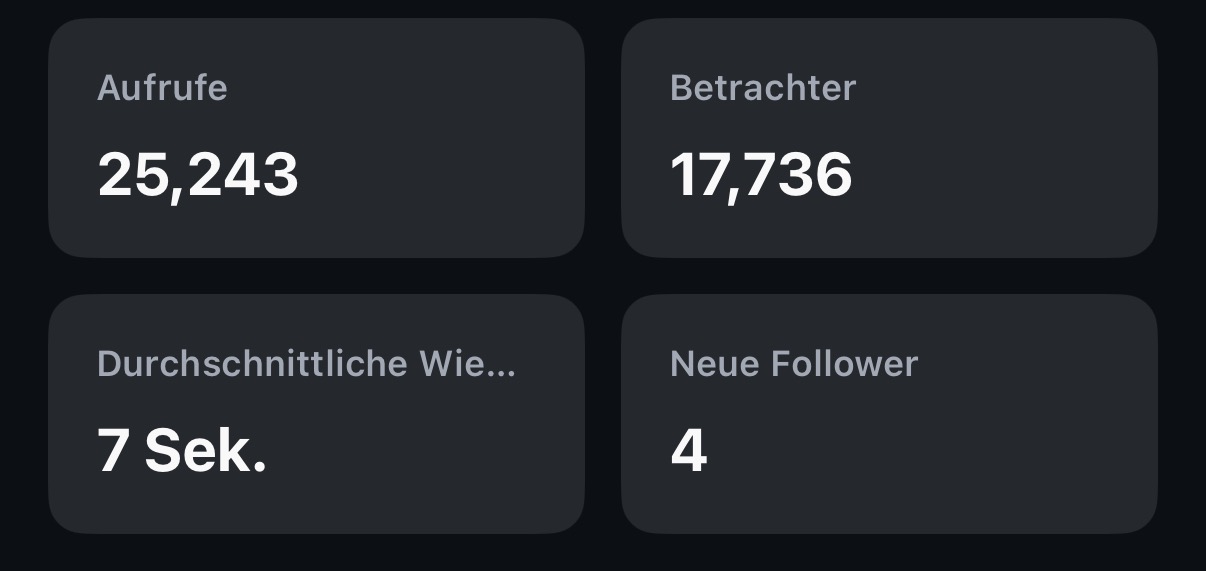 Aufrufe
25,243
Betrachter
17,736
Durchschnittliche Wie...
7 Sek.
Neue Follower
4